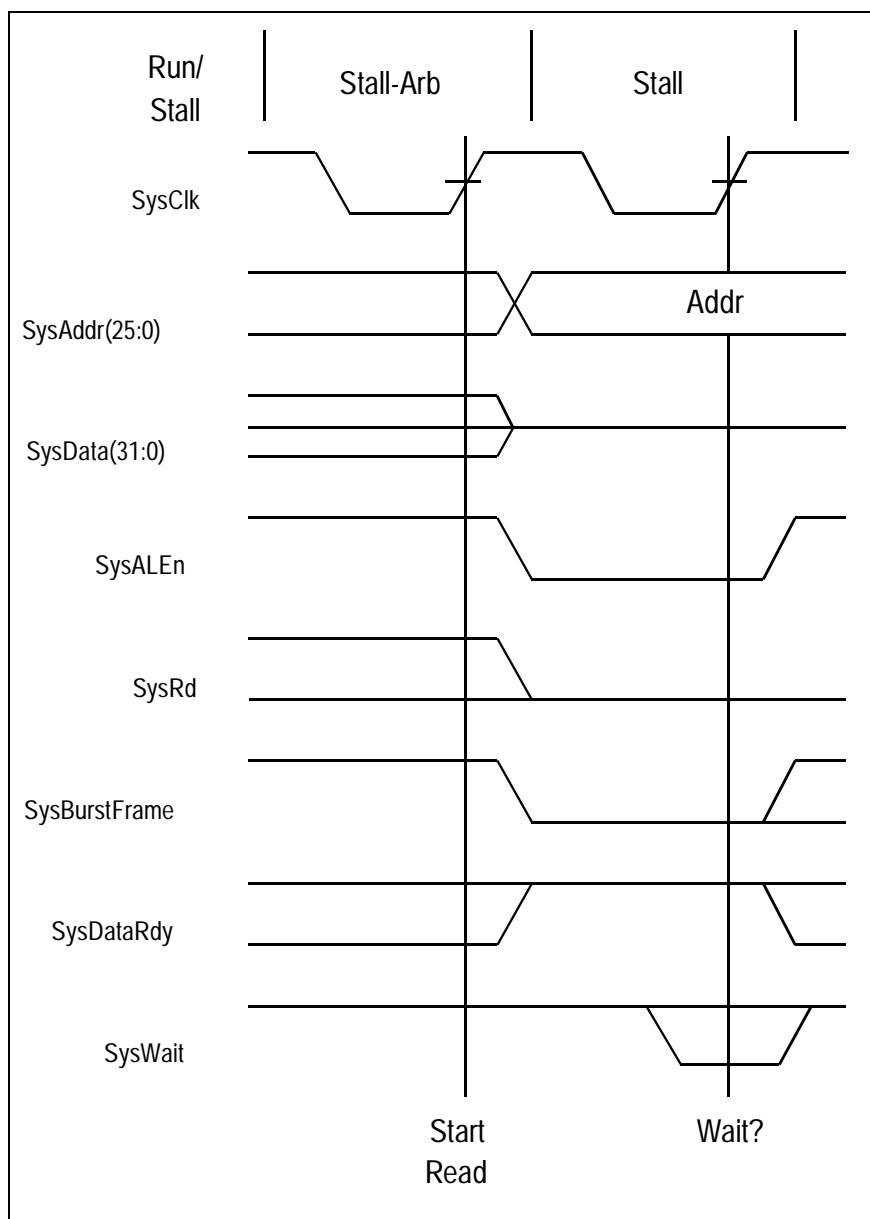 Run/
Stall
Stall-Arb
Stall
SysClk
SysAddr(25:0)
Addr
SysData(31:0)
SysALEn
SysRd
SysBurstFrame
SysDataRdy
SysWait
Start
Read
Wait?